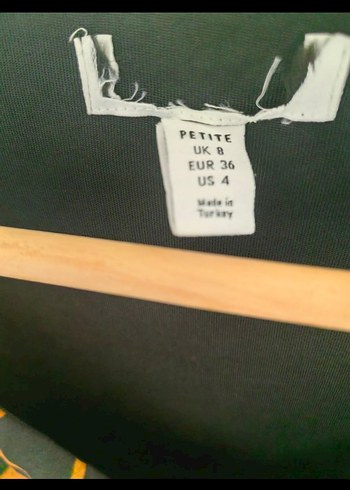 PETITE
UK 8
EUR 36
US 4
Made in
Turkey